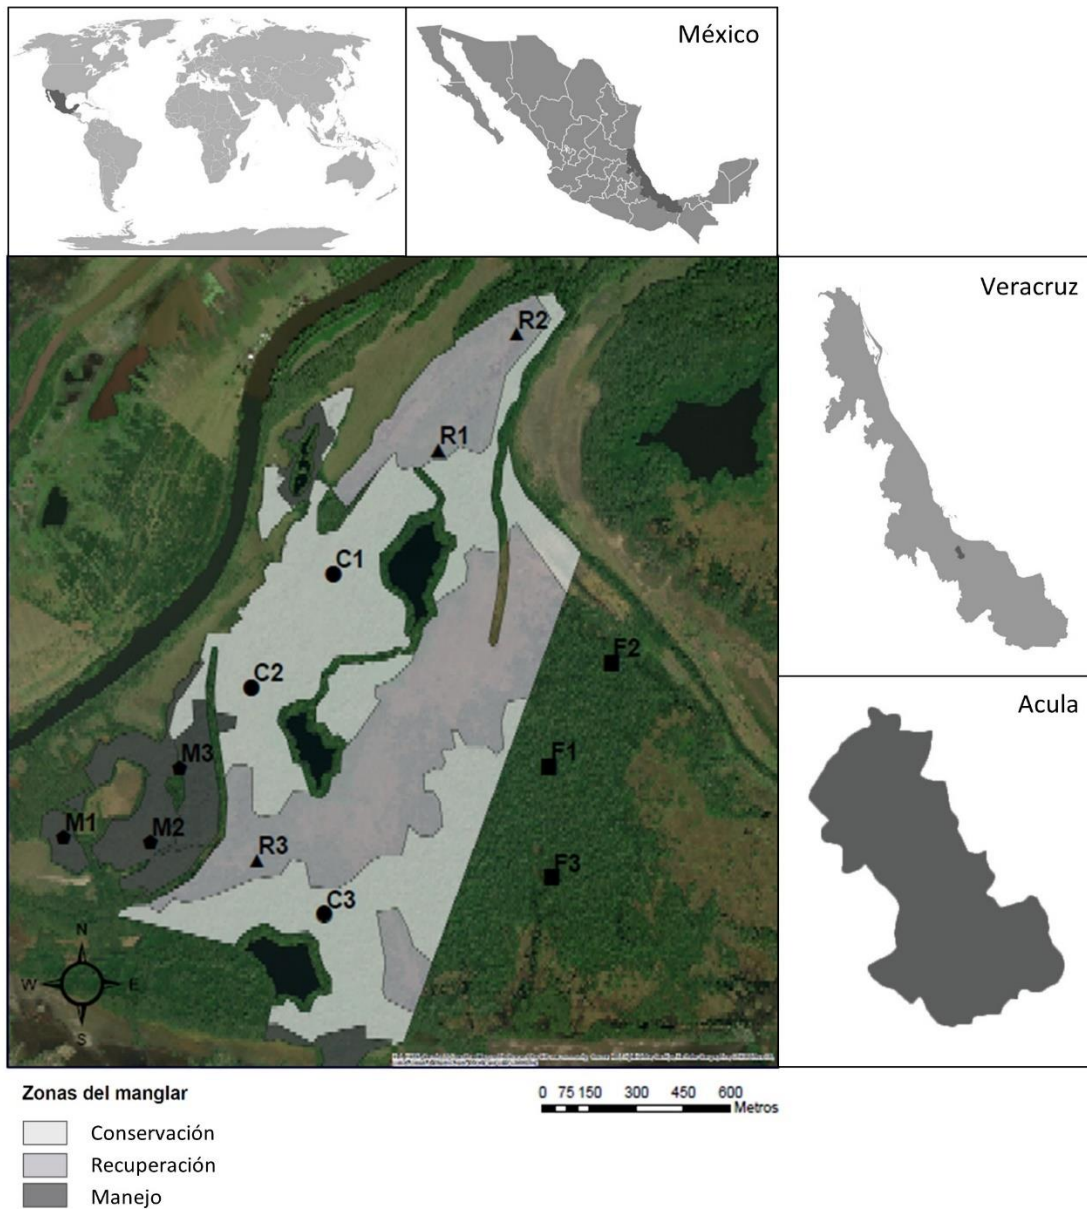 México
Veracruz
Acula
R2
R1
C1
F2
C2
F1
M3
M1
M2
R3
F3
C3
N
W
E
S
Zonas del manglar
Conservación
Recuperación
Manejo
0 75 150 300 450 600
Metros